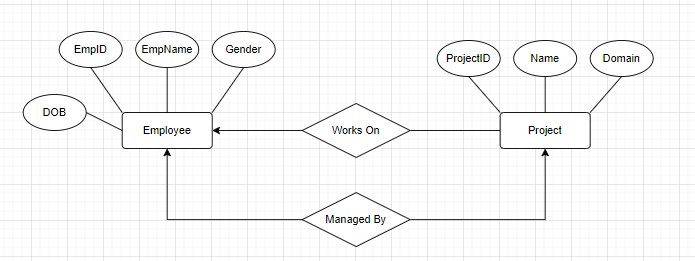 EmpID
EmpName
Gender
ProjectID
Name
Domain
DOB
Employee
Works On
Project
Managed By